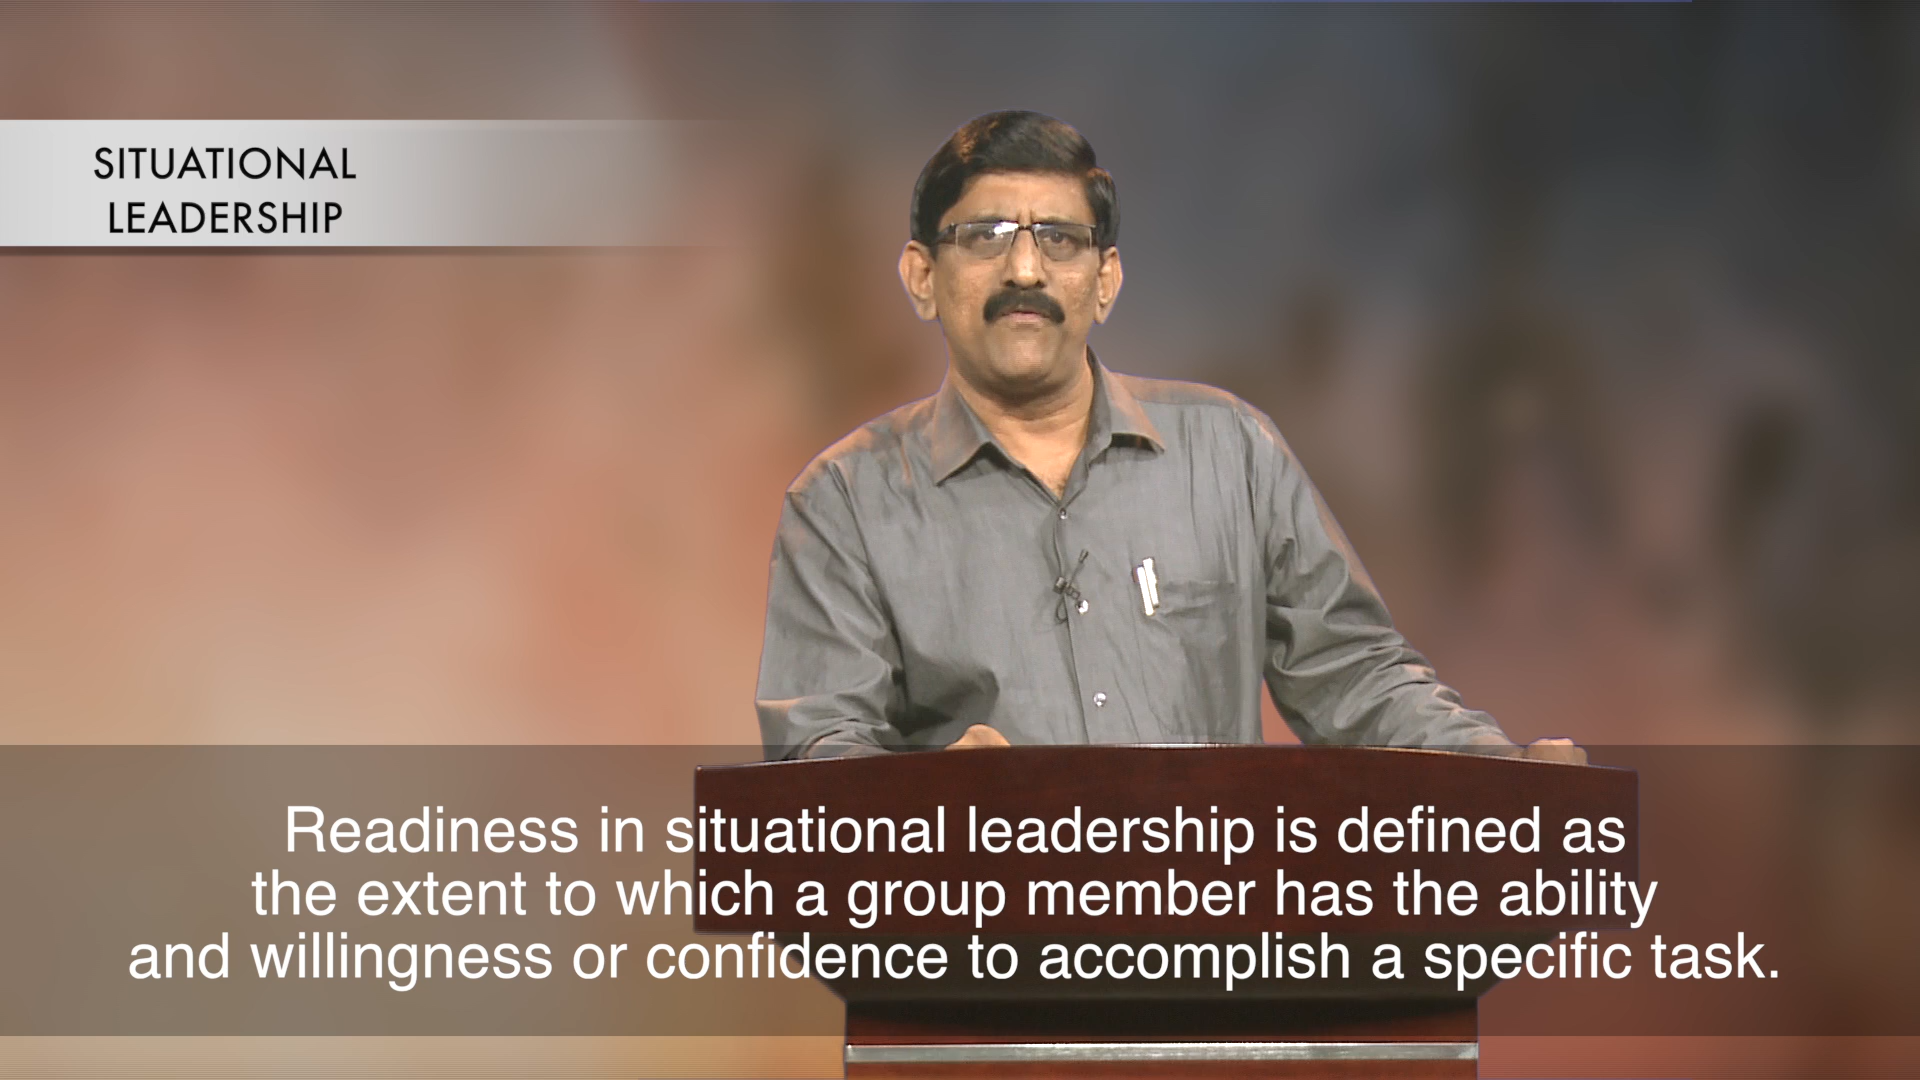 SITUATIONAL
LEADERSHIP
Readiness in situational leadership is defined as
the extent to which a group member has the ability
and willingness or confidence to accomplish a specific task.